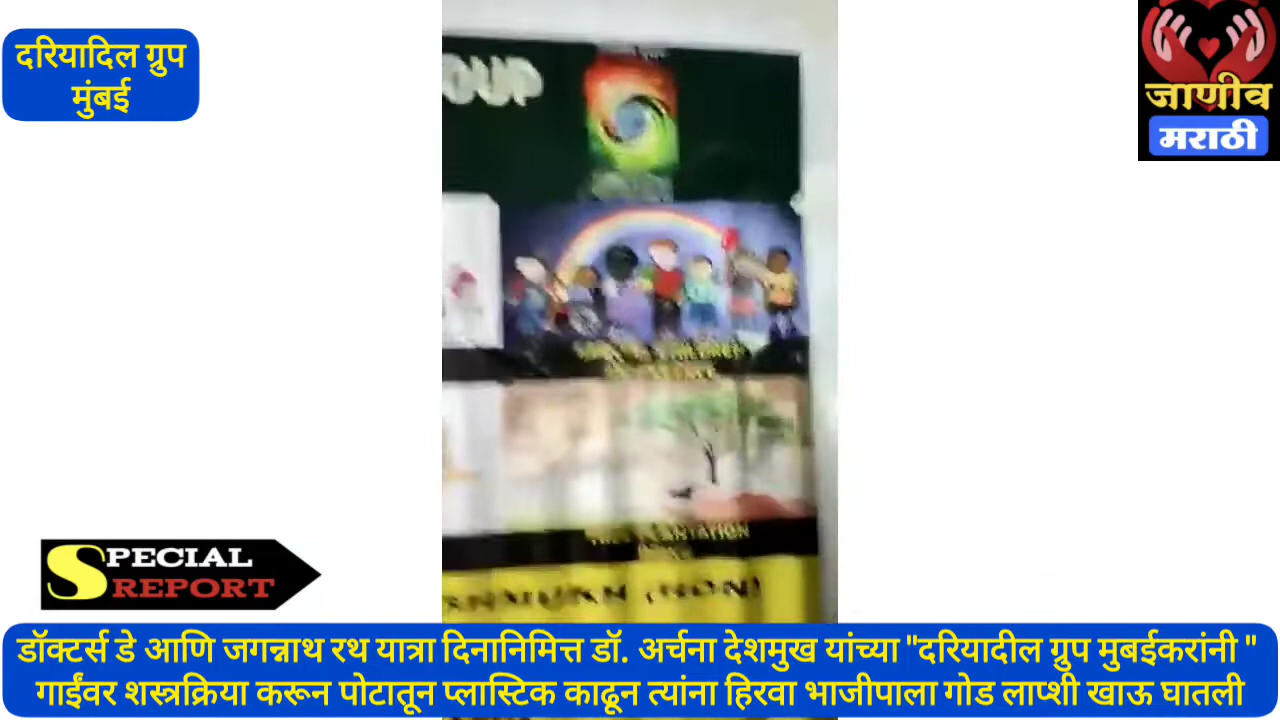 दरियादिल ग्रुप
मुंबई
जाणीव
मराठी
SPECIAL
REPORT
डॉक्टर्स डे आणि जगन्नाथ रथ यात्रा दिनानिमित्त डॉ. अर्चना देशमुख यांच्या "दरियादील ग्रुप मुबईकरांनी "
गाईंवर शस्त्रक्रिया करून पोटातून प्लास्टिक काढून त्यांना हिरवा भाजीपाला गोड लाप्शी खाऊ घातली